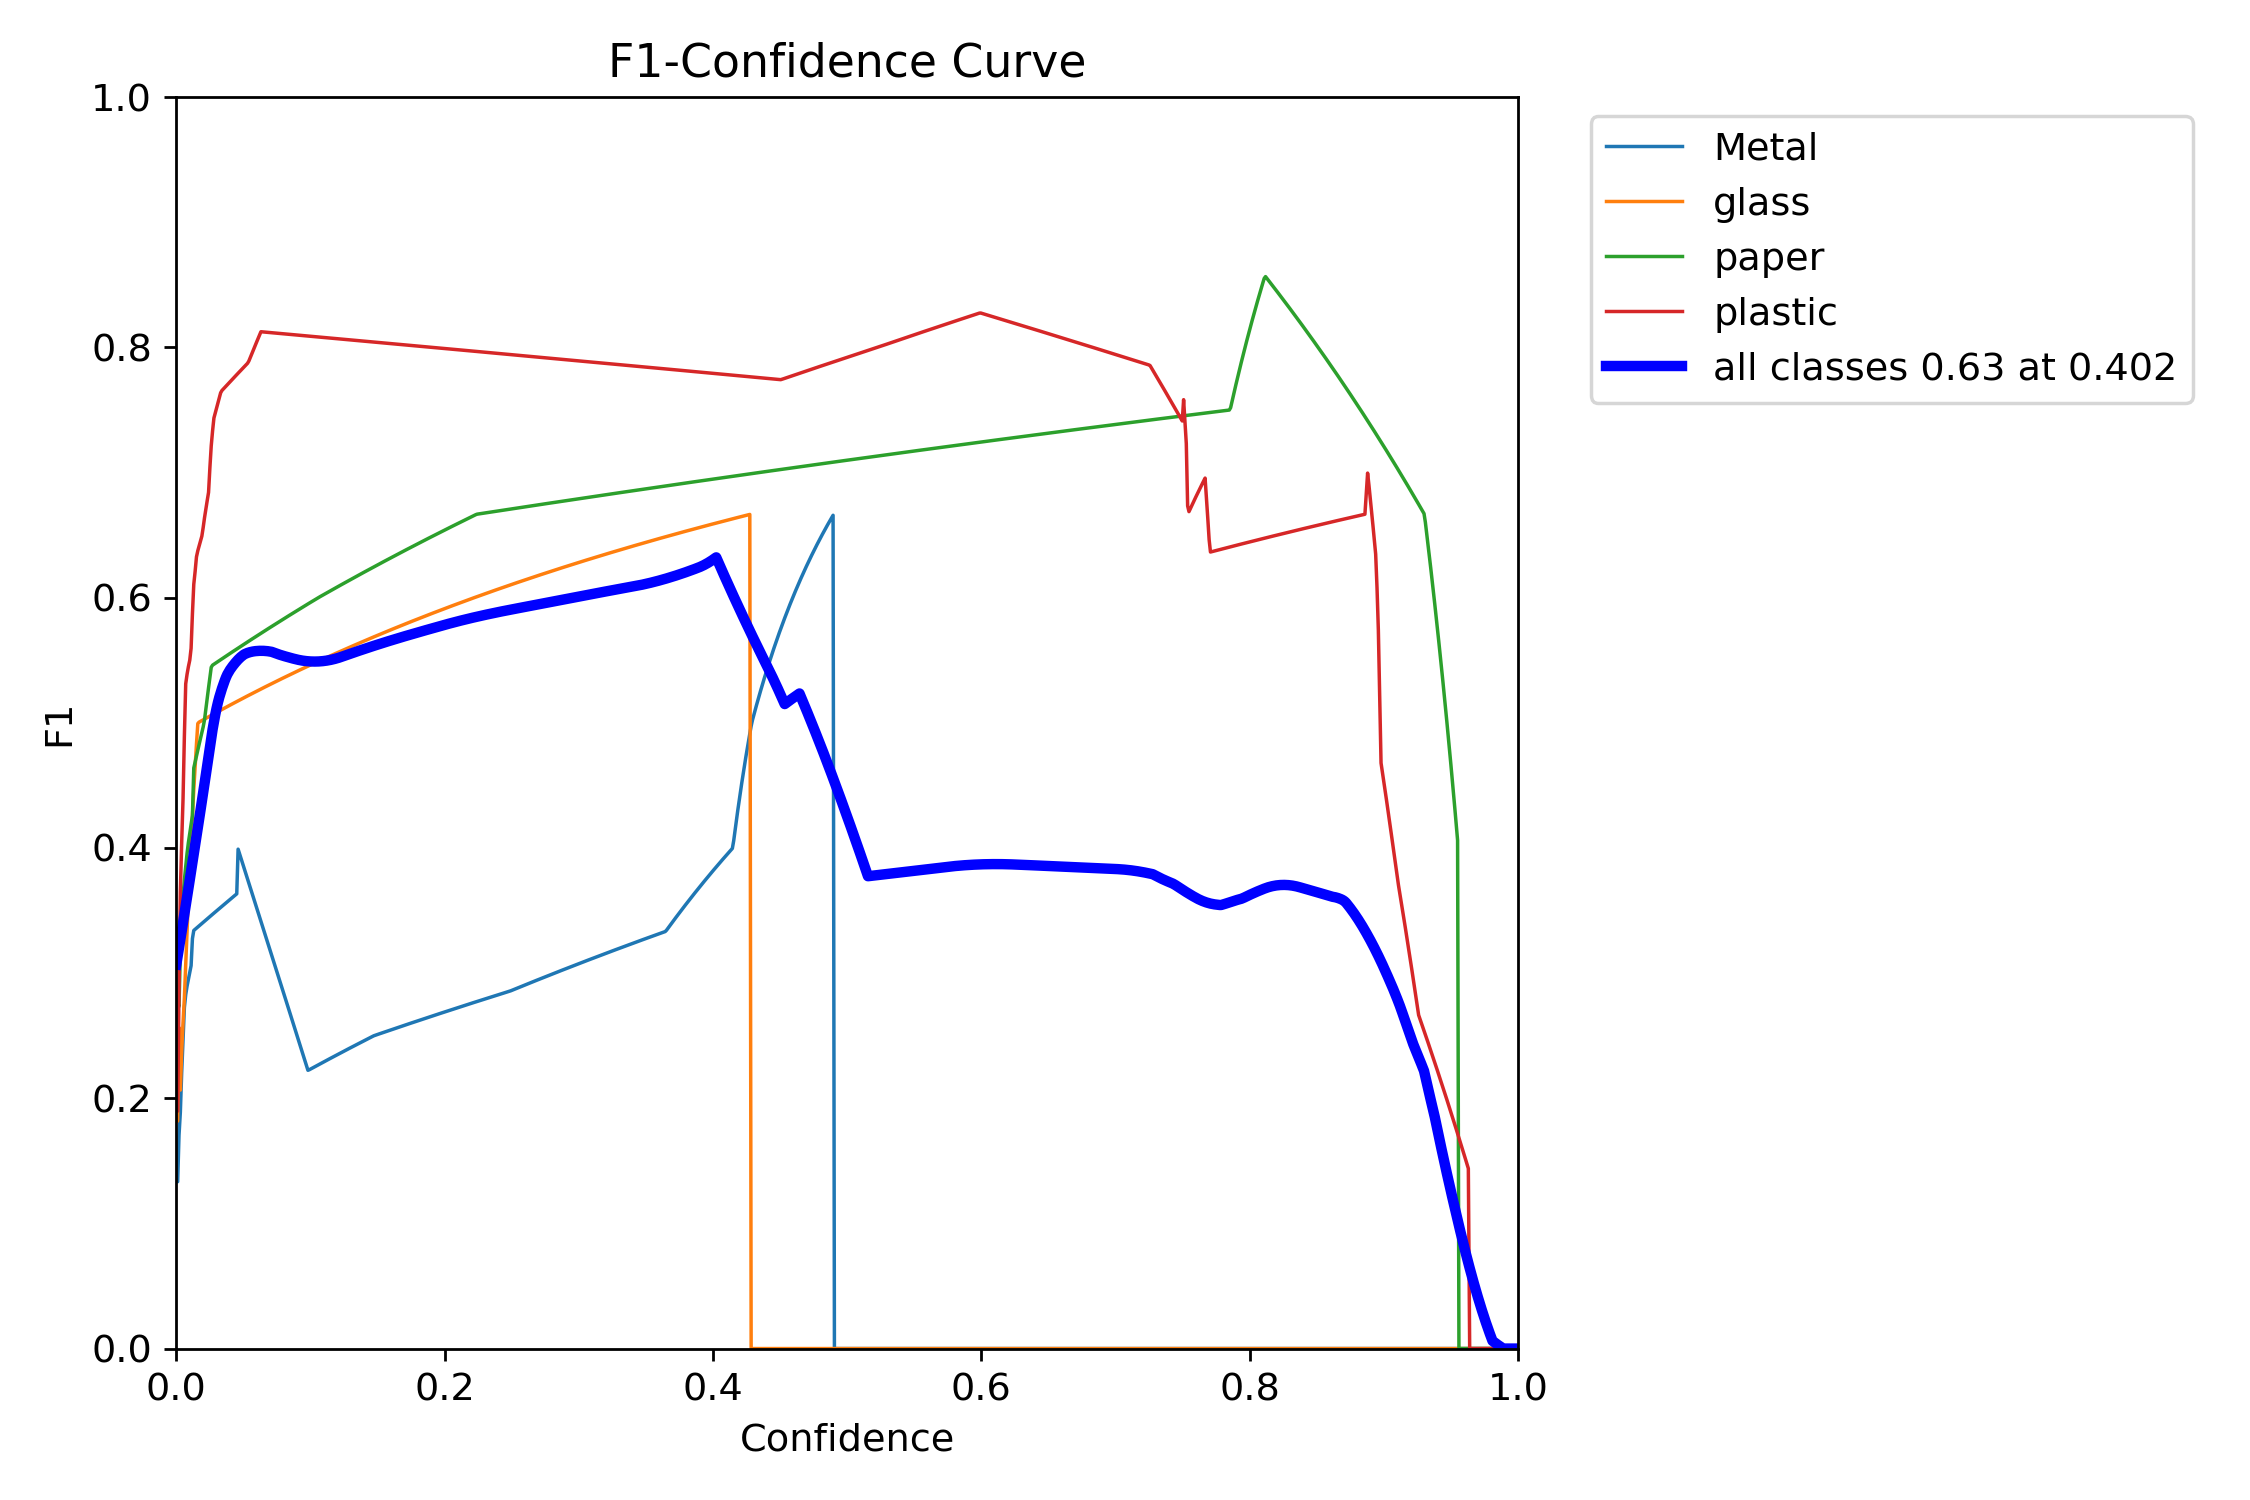 F1-Confidence Curve
1.0
0.8
0.6
0.4
0.2
0.0
F1
0.0 0.2 0.4 0.6 0.8 1.0
Confidence
Metal
glass
paper
plastic
all classes 0.63 at 0.402